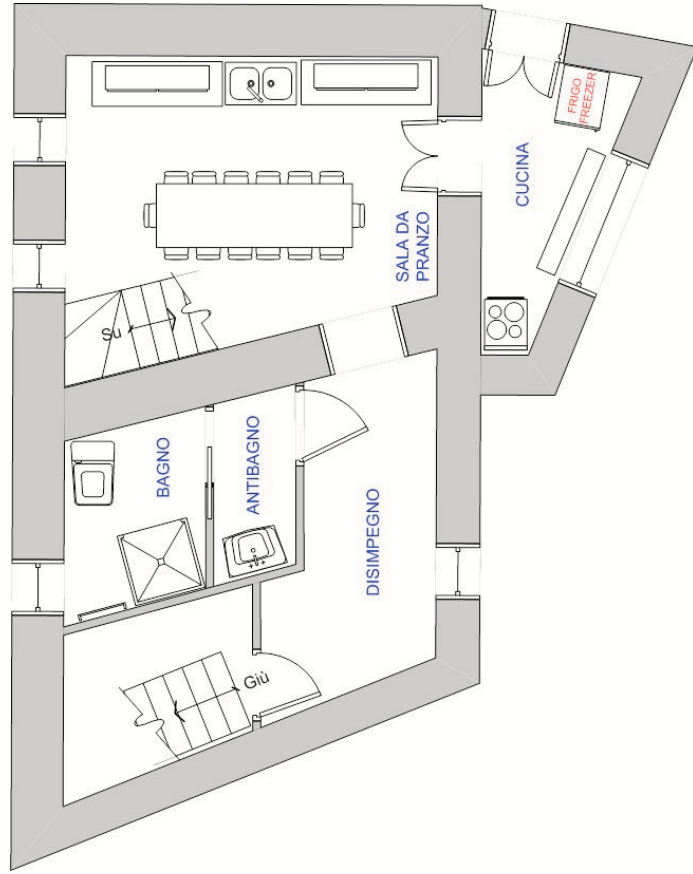 FRIGO
FREEZER
CUCINA
SALA DA
PRANZO
Su
BAGNO
ANTIBAGNO
DISIMPEGNO
Giù